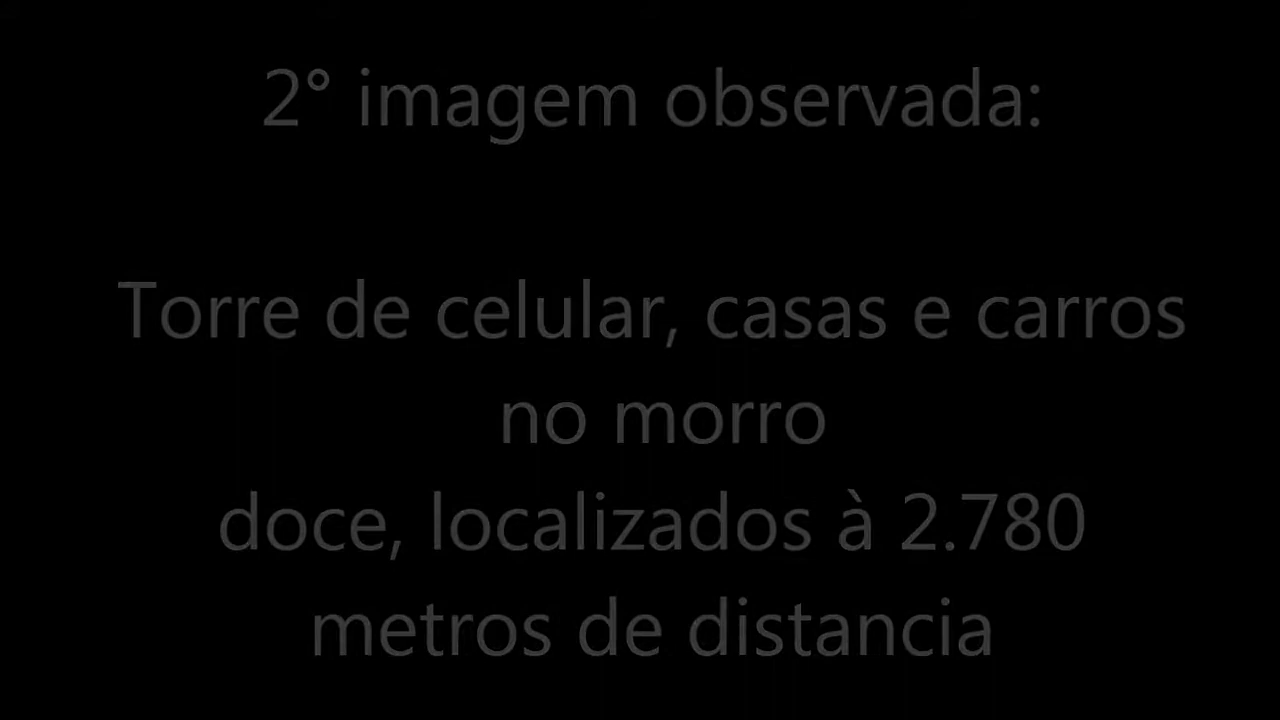 2° imagem observada:
Torre de celular, casas e carros
no morro
doce, localizados à 2.780
metros de distancia